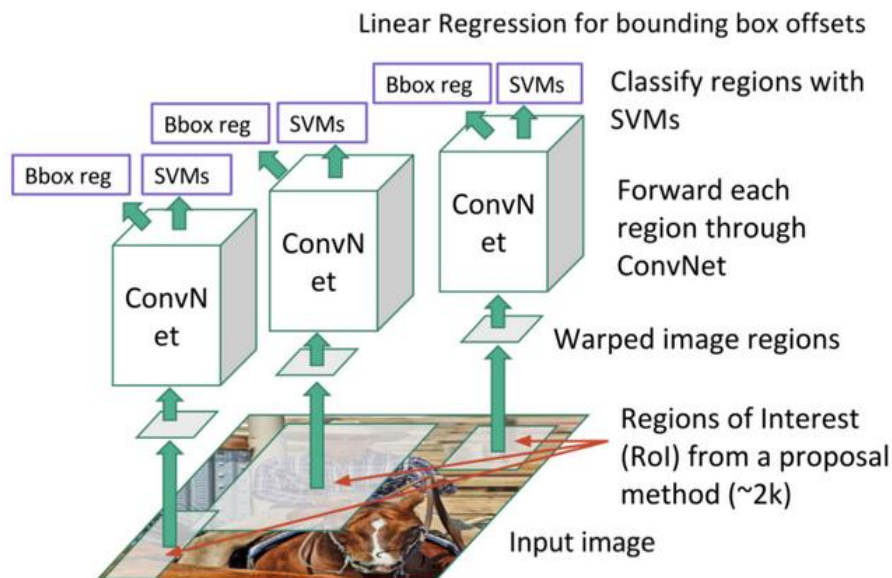 Linear Regression for bounding box offsets
Bbox reg
SVMs
Classify regions with
SVMs
Bbox reg
SVMs
Bbox reg
SVMs
ConvN
et
Forward each
region through
ConvNet
ConvN
et
ConvN
et
Warped image regions
Regions of Interest
(RoI) from a proposal
method (~2k)
Input image